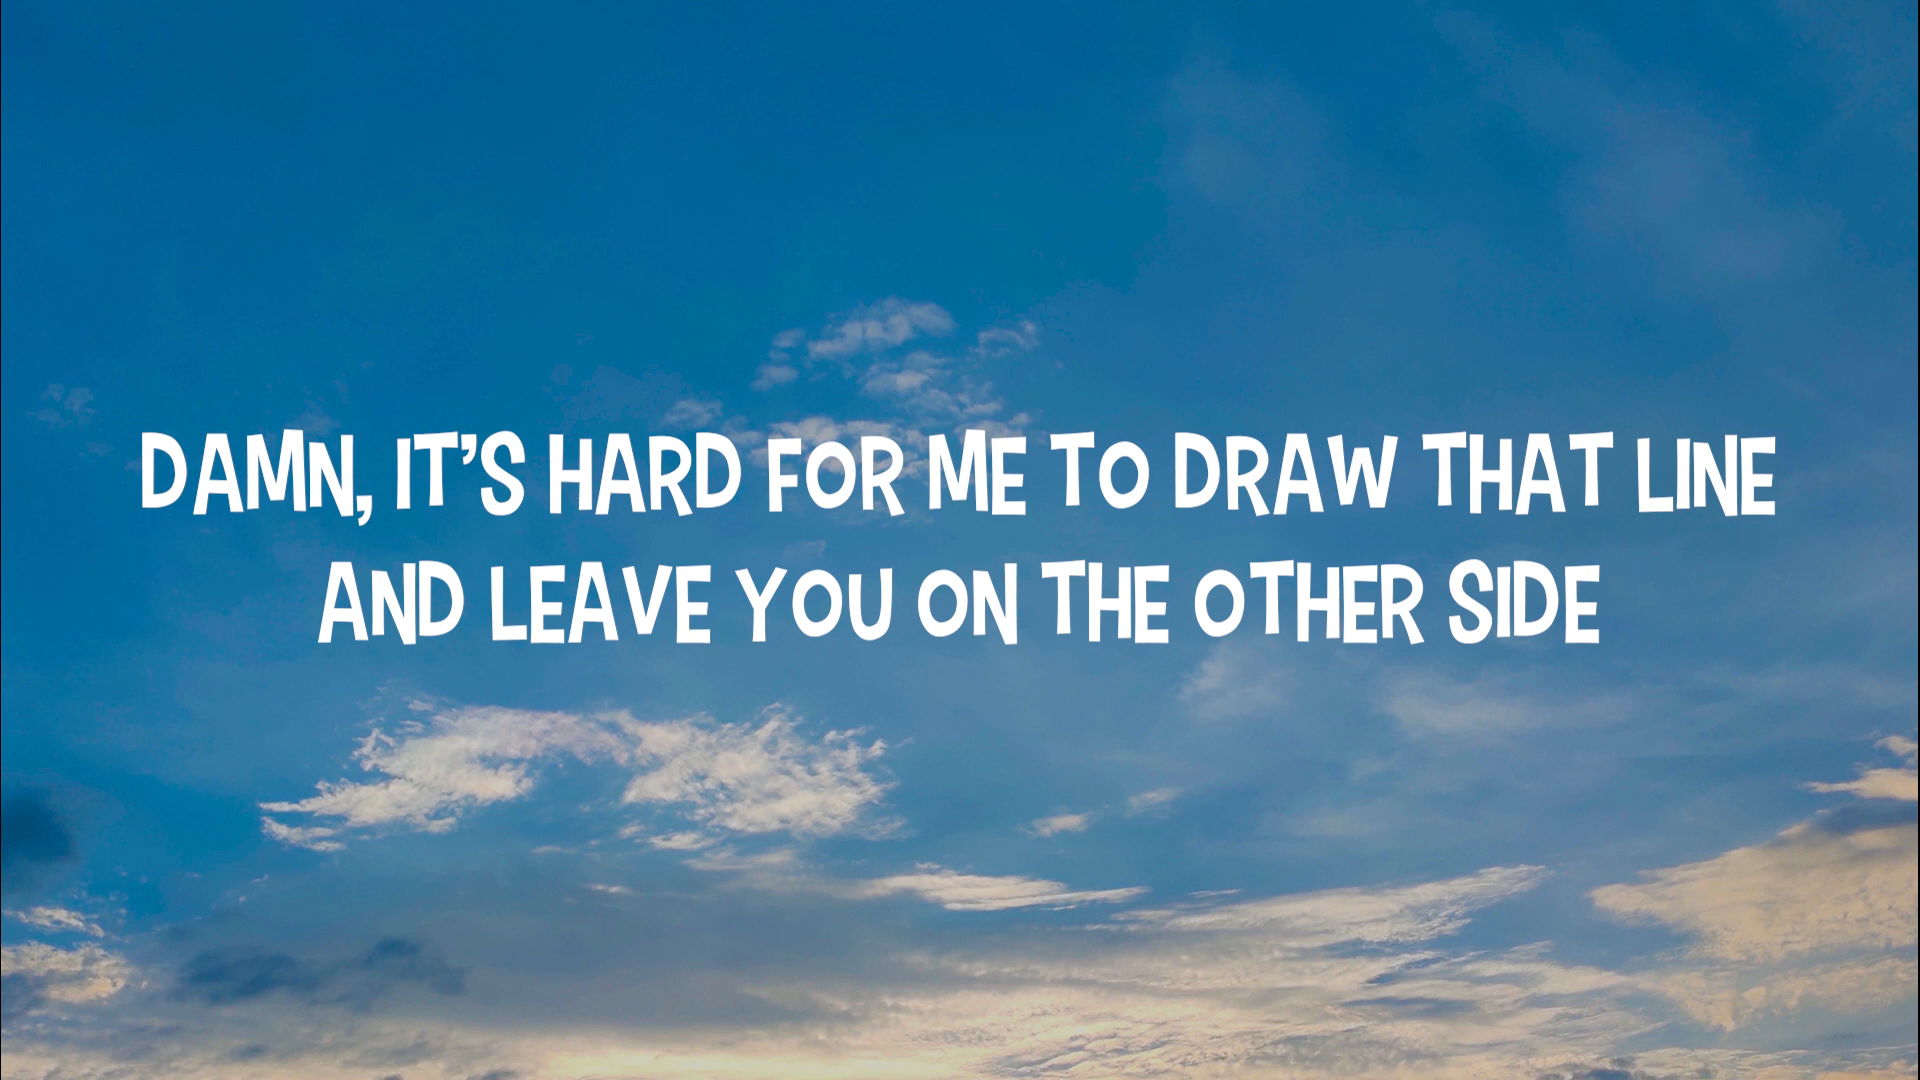 DAMN, IT'S HARD FOR ME TO DRAW THAT LINE
AND LEAVE YOU ON THE OTHER SIDE